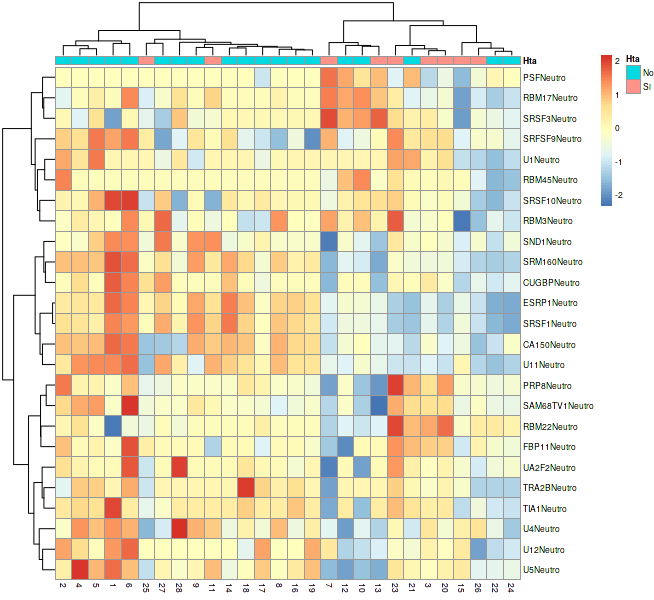 Hta
PSFNeutro
RBM17Neutro
SRSF3Neutro
SRFSF9Neutro
U1Neutro
RBM45Neutro
SRSF10Neutro
RBM3Neutro
SND1Neutro
SRM160Neutro
CUGBPNeutro
ESRP1Neutro
SRSF1Neutro
CA150Neutro
U11Neutro
PRP8Neutro
SAM68TV1Neutro
RBM22Neutro
FBP11Neutro
UA2F2Neutro
TRA2BNeutro
TIA1Neutro
U4Neutro
U12Neutro
U5Neutro
2 4 5 1 6 25 27 28 9 11 14 18 17 8 16 19 7 12 10 13 23 21 3 20 15 26 22 24
2
1
0
-1
-2
Hta
No
Si